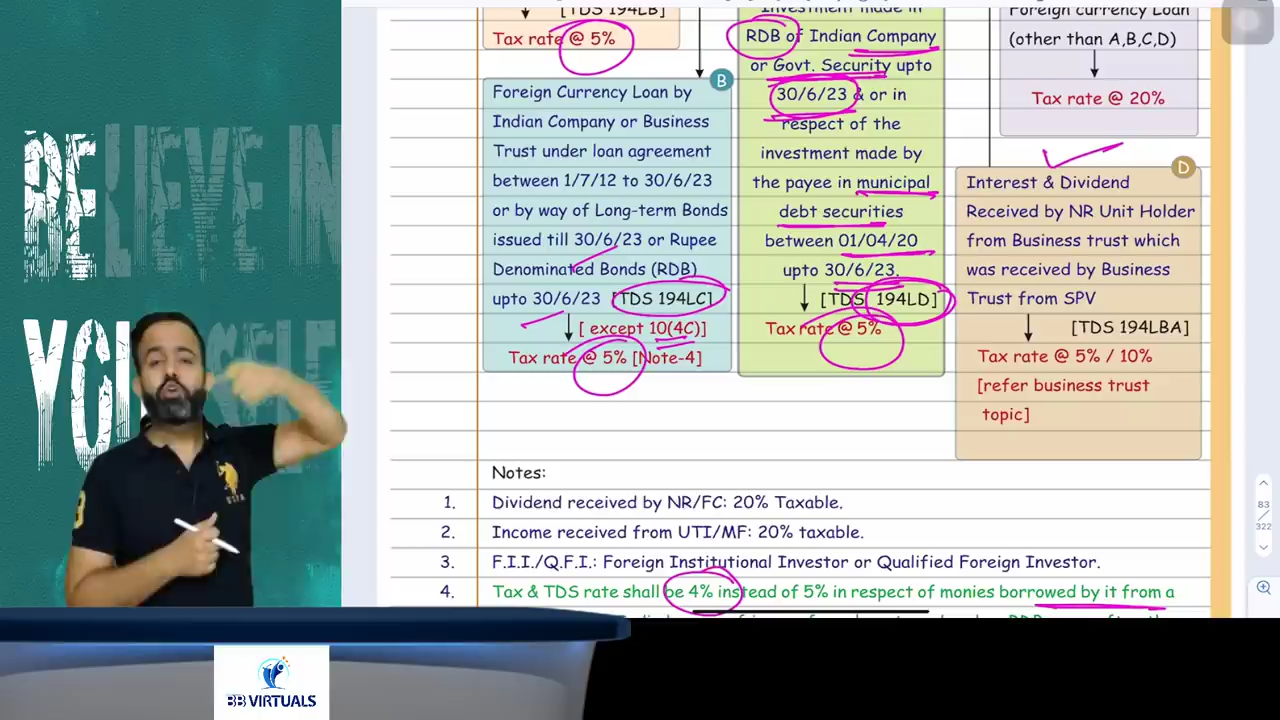 BELIEVE IN
[TDS 194LB]
Tax rate @ 5%
B
Foreign Currency Loan by
Indian Company or Business
Trust under loan agreement
between 1/7/12 to 30/6/23
or by way of Long-term Bonds
issued till 30/6/23 or Rupee
Denominated Bonds (RDB)
upto 30/6/23 [TDS 194LC]
[ except 10(4C)]
Tax rate @ 5% [Note-4]
Investment made in
RDB of Indian Company
or Govt. Security upto
30/6/23 & or in
respect of the
investment made by
the payee in municipal
debt securities
between 01/04/20
upto 30/6/23.
[TDS 194LD]
Tax rate @ 5%
Foreign currency Loan
(other than A,B,C,D)
Tax rate @ 20%
D
Interest & Dividend
Received by NR Unit Holder
from Business trust which
was received by Business
Trust from SPV
[TDS 194LBA]
Tax rate @ 5% / 10%
[refer business trust
topic]
Notes:
1. Dividend received by NR/FC: 20% Taxable.
2. Income received from UTI/MF: 20% taxable.
3. F.I.I./Q.F.I.: Foreign Institutional Investor or Qualified Foreign Investor.
4. Tax & TDS rate shall be 4% instead of 5% in respect of monies borrowed by it from a
83
322
3
U.S.P.A.
BB VIRTUALS